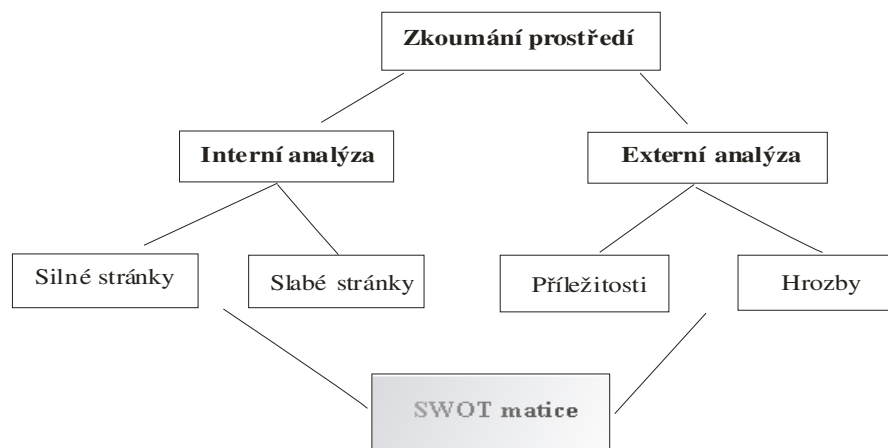 Zkoumání prostředí
Interní analýza
Externí analýza
Silné stránky
Slabé stránky
Příležitosti
Hrozby
SWOT matice